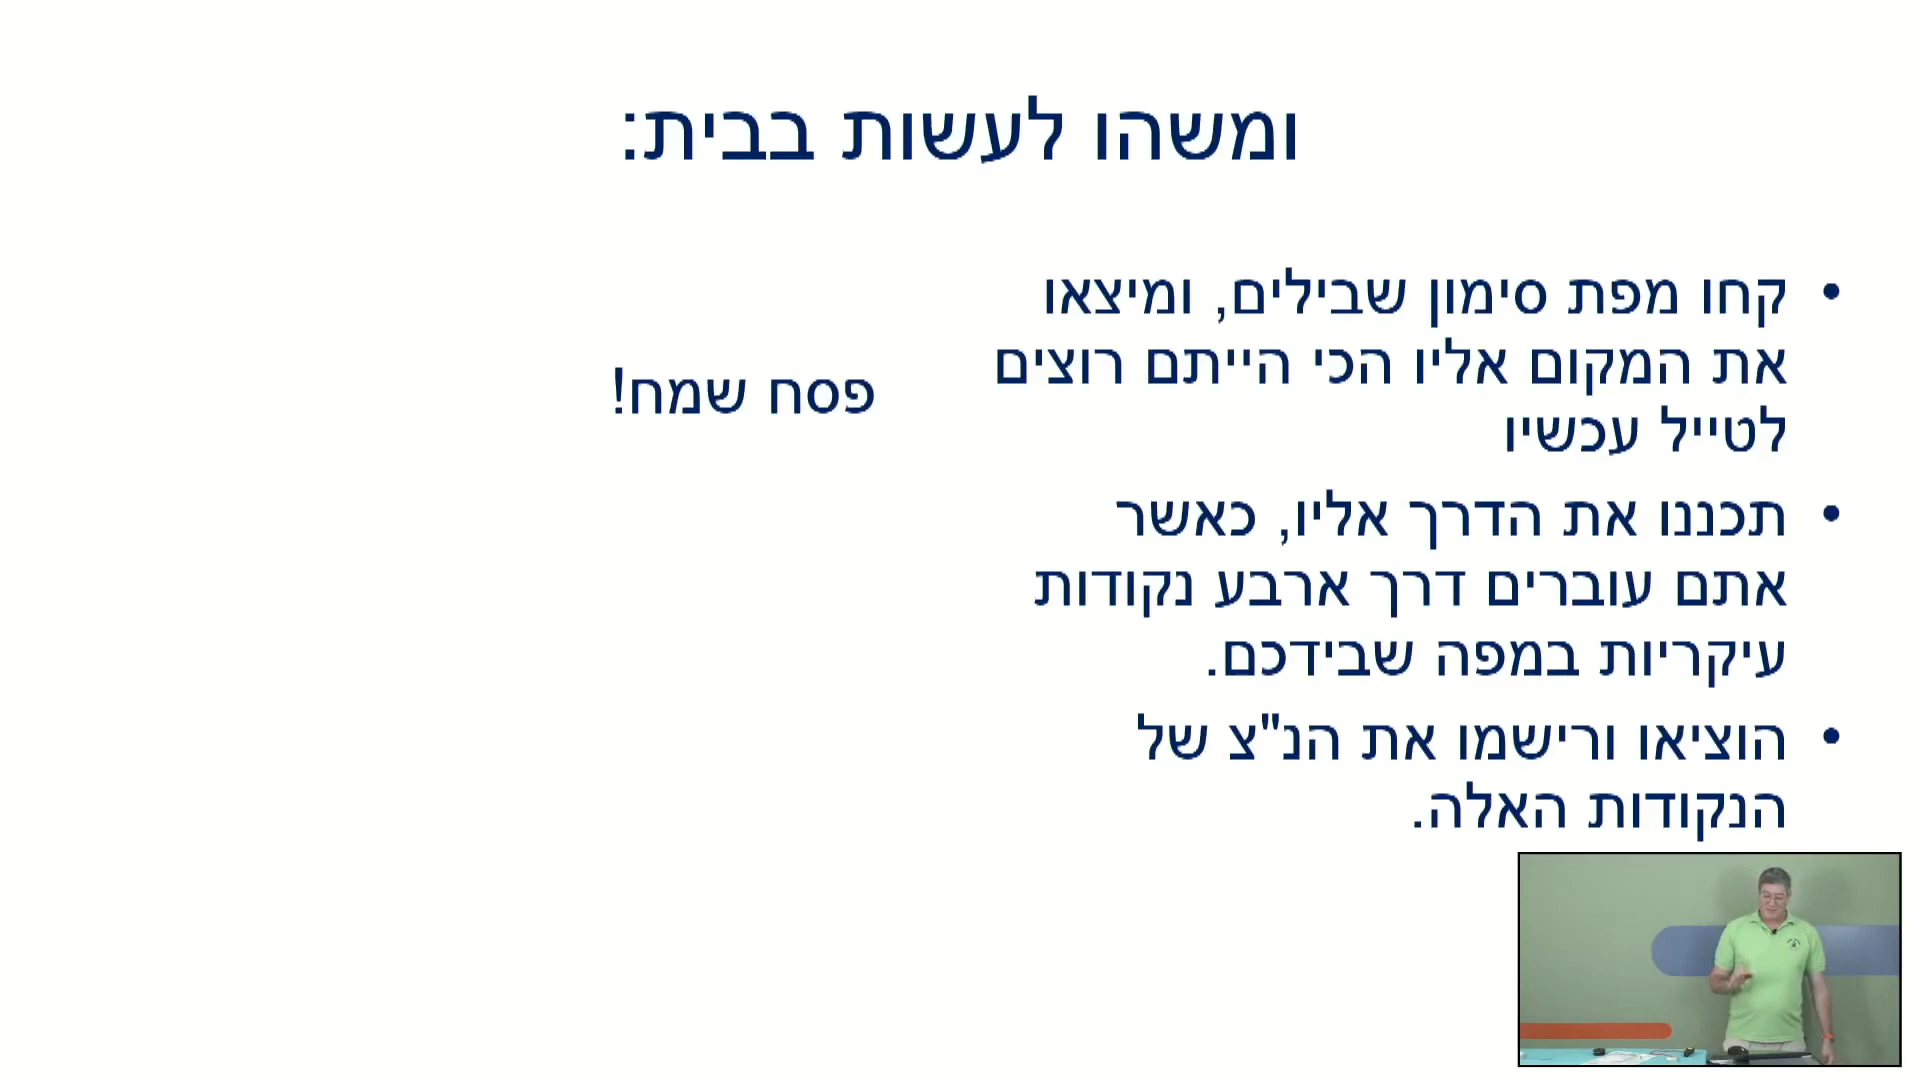 ומשהו לעשות בבית:
קחו מפת סימון שבילים, ומיצאו
את המקום אליו הכי הייתם רוצים
לטייל עכשיו
תכננו את הדרך אליו, כאשר
אתם עוברים דרך ארבע נקודות
עיקריות במפה שבידכם.
הוציאו ורישמו את הנ"צ של
הנקודות האלה.
פסח שמח!